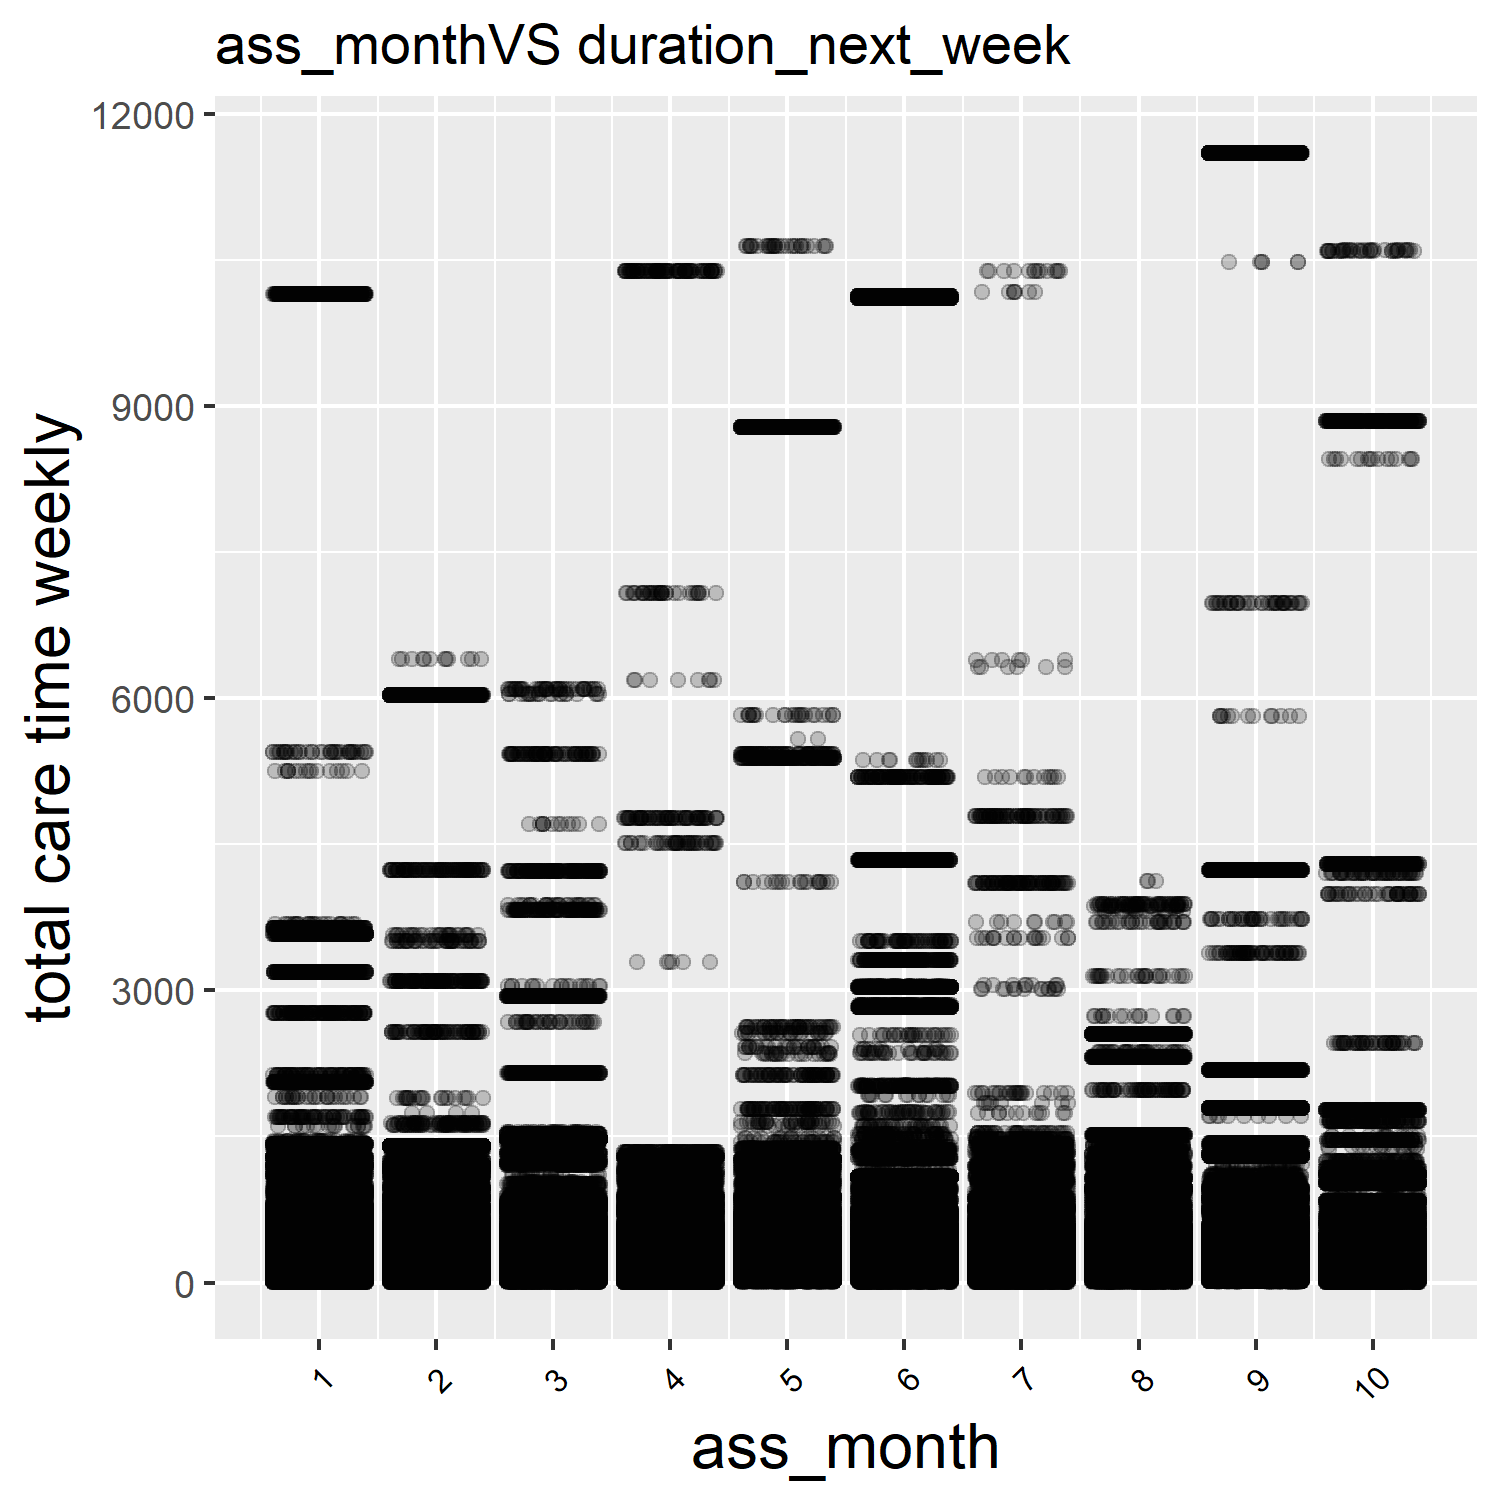 ass_monthVS duration_next_week
12000
9000
6000
3000
0
total care time weekly
1 2 3 4 5 6 7 8 9 10
ass_month